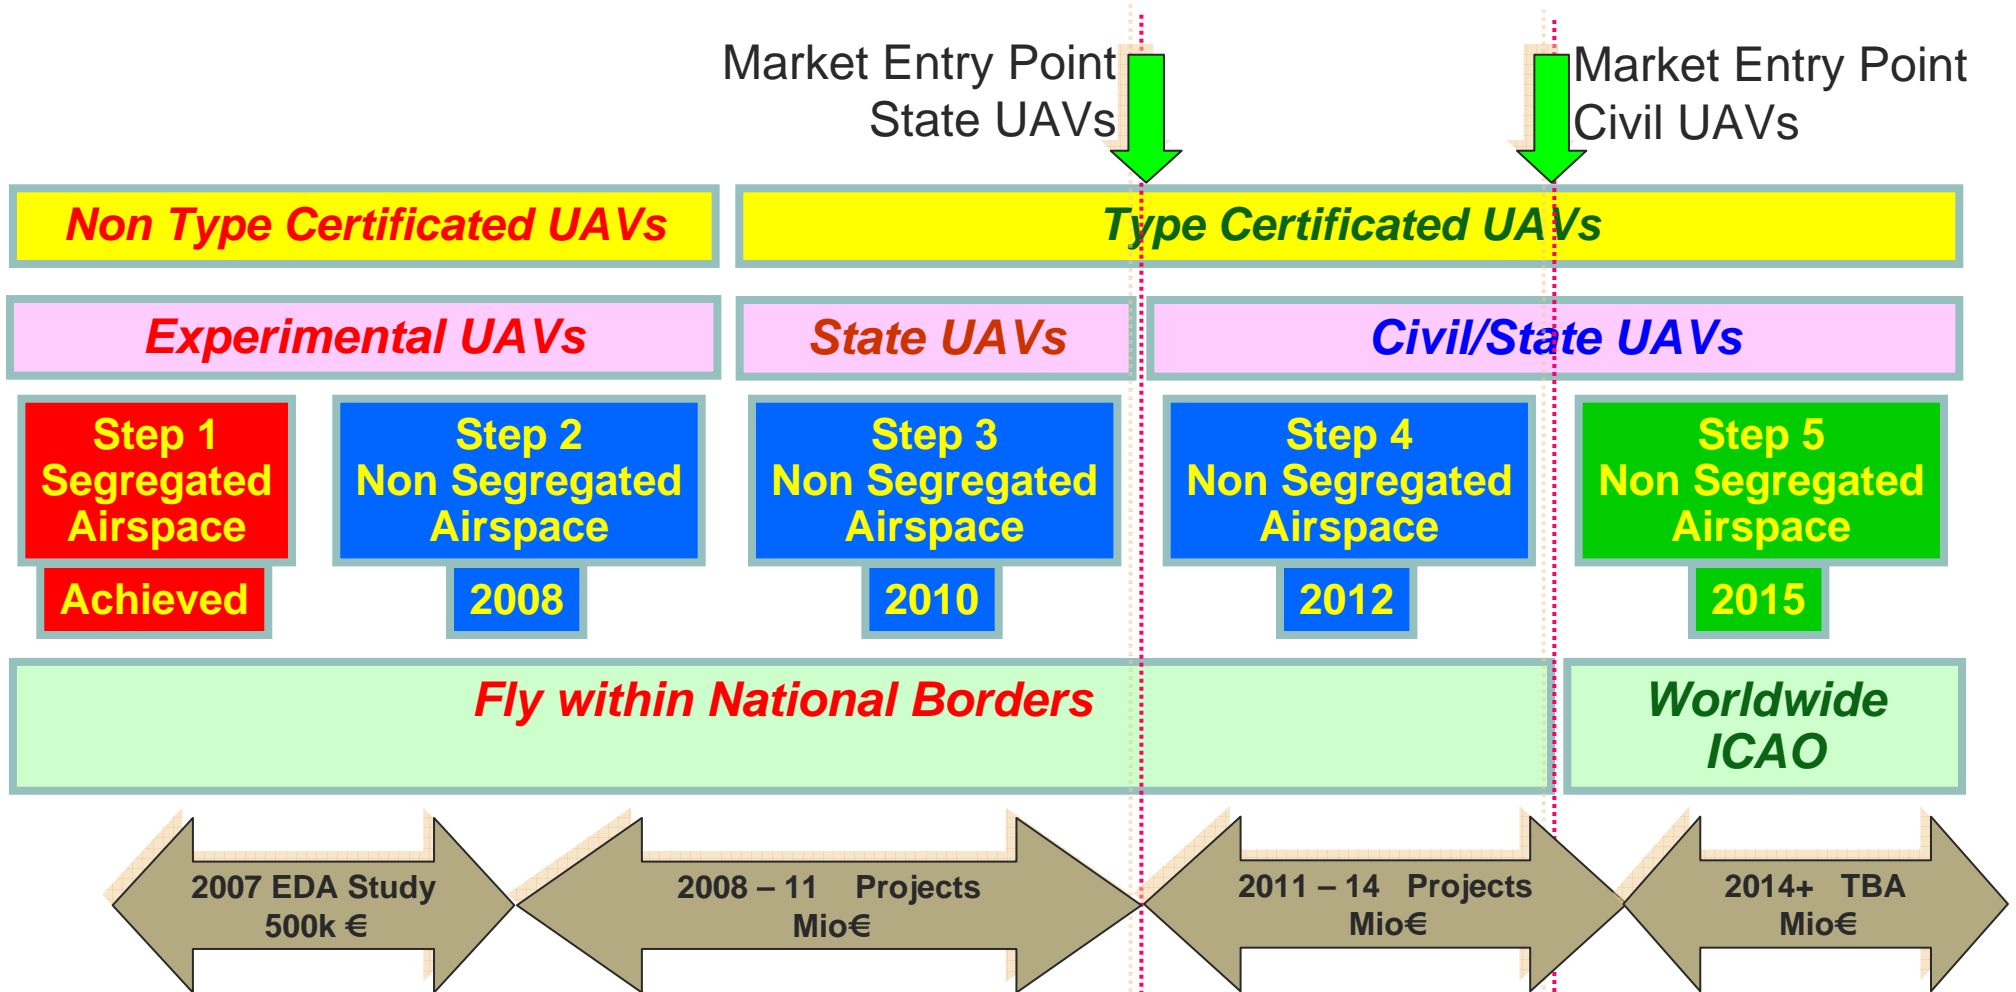 Market Entry Point
State UAVs
Market Entry Point
Civil UAVs
Non Type Certificated UAVs
Type Certificated UAVs
Experimental UAVs
State UAVs
Civil/State UAVs
Step 1
Segregated
Airspace
Achieved
Step 2
Non Segregated
Airspace
2008
Step 3
Non Segregated
Airspace
2010
Step 4
Non Segregated
Airspace
2012
Step 5
Non Segregated
Airspace
2015
Fly within National Borders
Worldwide
ICAO
2007 EDA Study
500k €
2008 – 11 Projects
Mio€
2011 – 14 Projects
Mio€
2014+ TBA
Mio€